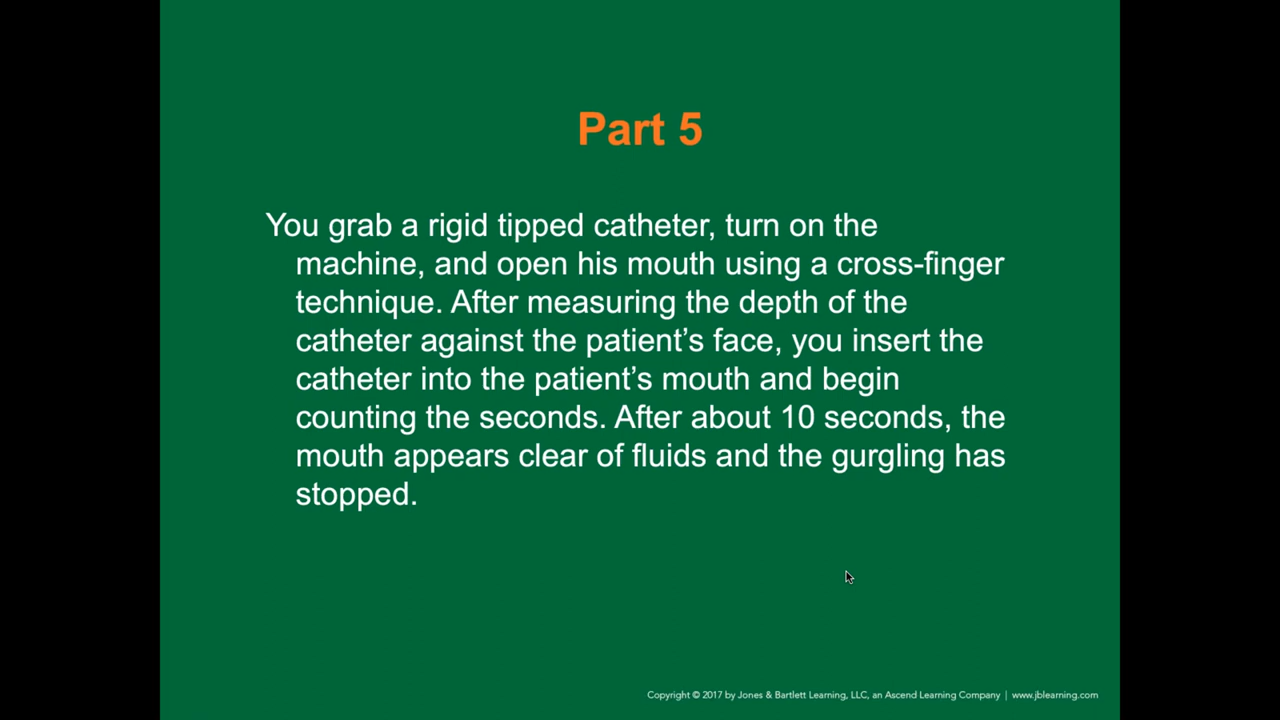 Part 5
You grab a rigid tipped catheter, turn on the
machine, and open his mouth using a cross-finger
technique. After measuring the depth of the
catheter against the patient’s face, you insert the
catheter into the patient’s mouth and begin
counting the seconds. After about 10 seconds, the
mouth appears clear of fluids and the gurgling has
stopped.
Copyright © 2017 by Jones & Bartlett Learning, LLC, an Ascend Learning Company | www.jblearning.com